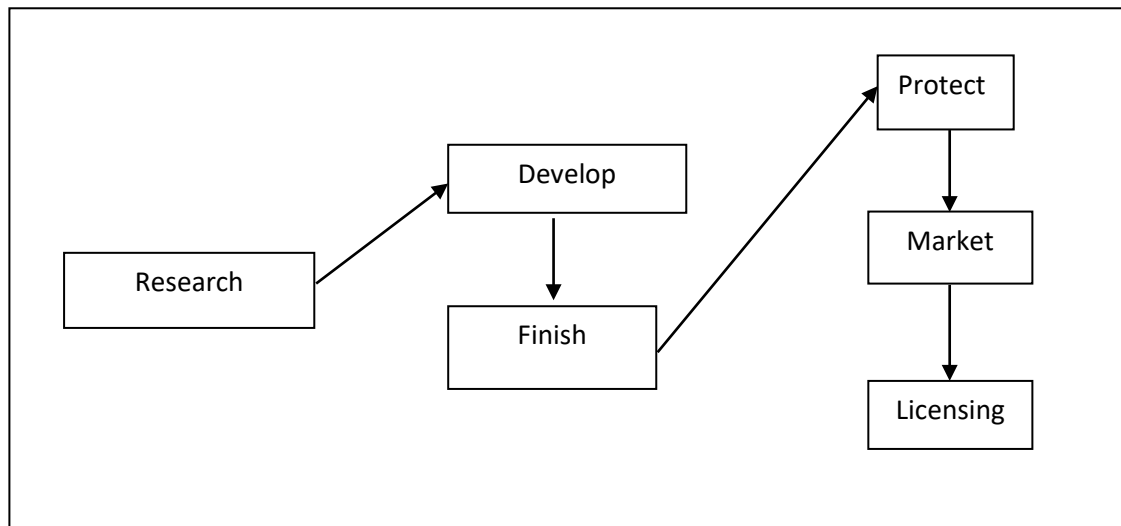 Research
Develop
Finish
Protect
Market
Licensing